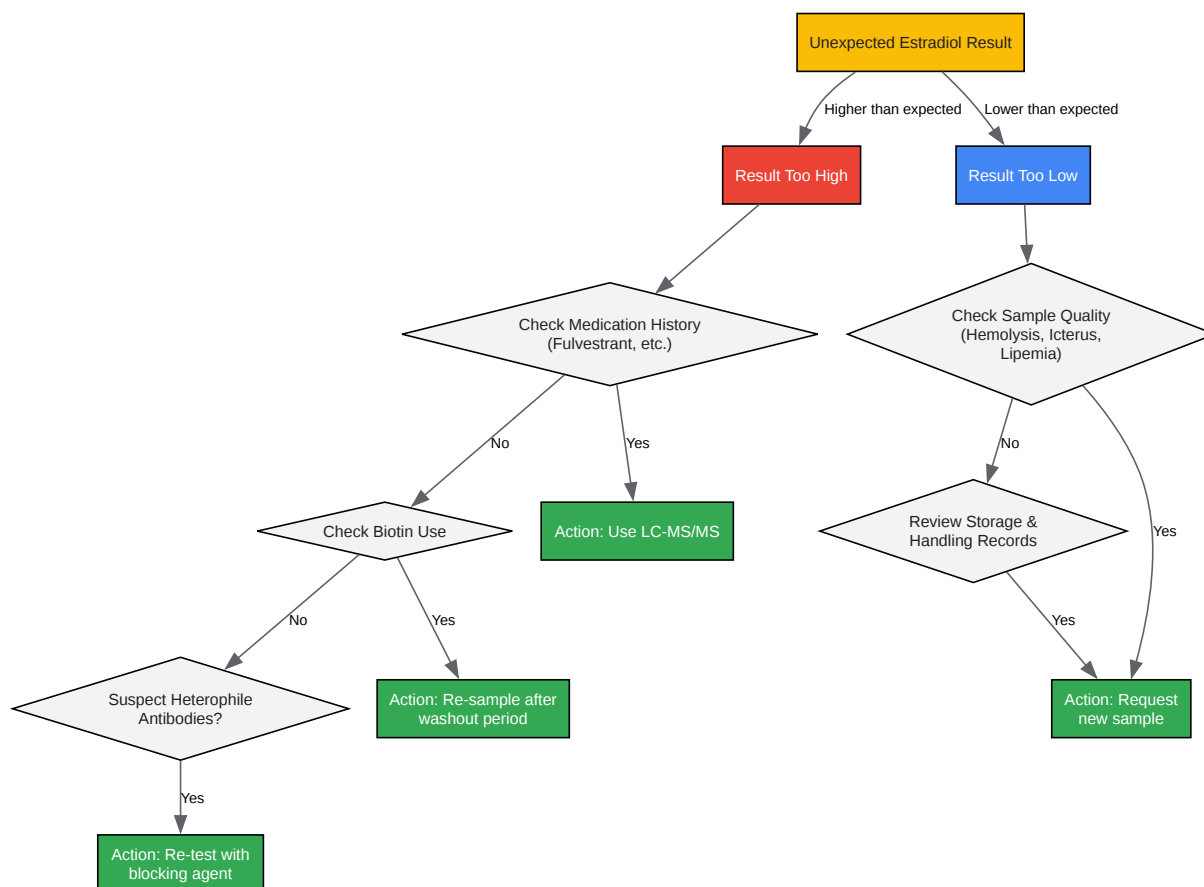 Unexpected Estradiol Result
Higher than expected
Lower than expected
Result Too High
Result Too Low
Check Medication History
(Fulvestrant, etc.)
Check Sample Quality
(Hemolysis, Icterus,
Lipemia)
No
Yes
No
Yes
Check Biotin Use
Action: Use LC-MS/MS
Review Storage &
Handling Records
No
Yes
Yes
Suspect Heterophile
Antibodies?
Action: Re-sample after
washout period
Action: Request
new sample
Yes
Action: Re-test with
blocking agent